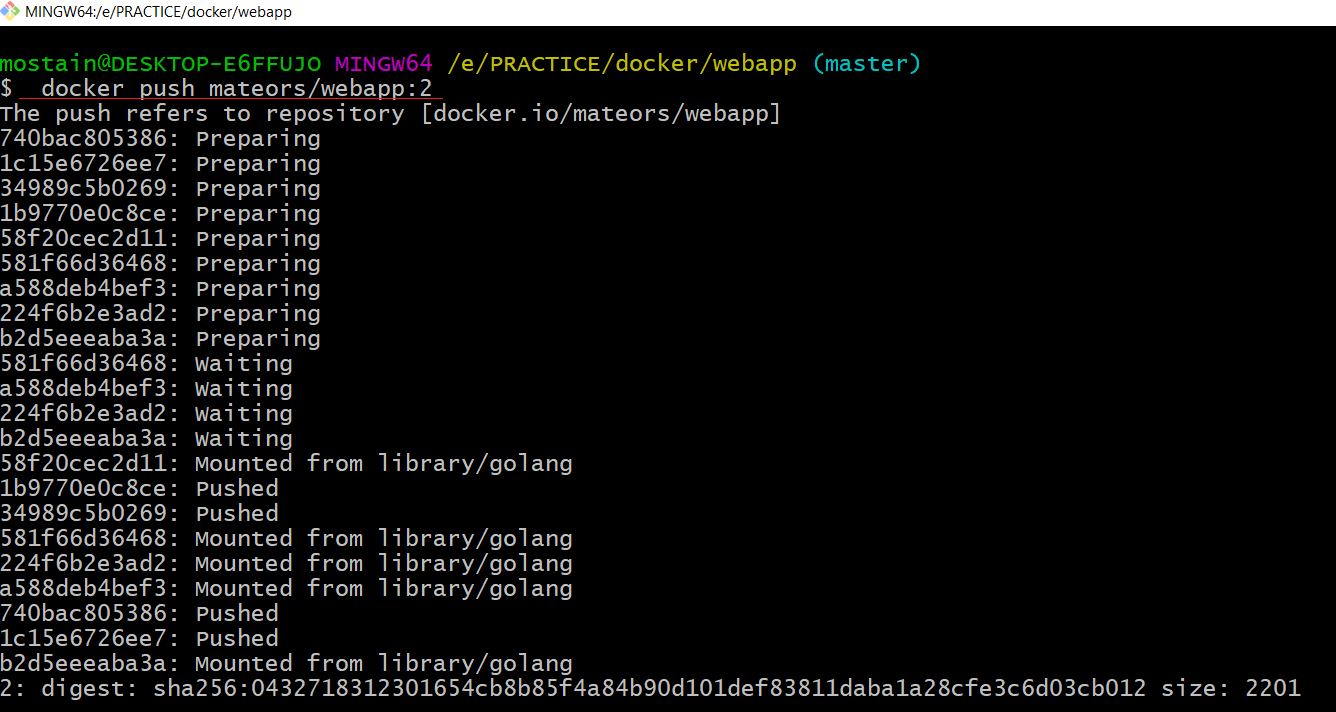 MINGW64:/e/PRACTICE/docker/webapp
mostain@DESKTOP-E6FFUJO MINGW64 /e/PRACTICE/docker/webapp (master)
$  docker push mateors/webapp:2
The push refers to repository [docker.io/mateors/webapp]
740bac805386: Preparing
1c15e6726ee7: Preparing
34989c5b0269: Preparing
1b9770e0c8ce: Preparing
58f20cec2d11: Preparing
581f66d36468: Preparing
a588deb4bef3: Preparing
224f6b2e3ad2: Preparing
b2d5eeeaba3a: Preparing
581f66d36468: Waiting
a588deb4bef3: Waiting
224f6b2e3ad2: Waiting
b2d5eeeaba3a: Waiting
58f20cec2d11: Mounted from library/golang
1b9770e0c8ce: Pushed
34989c5b0269: Pushed
581f66d36468: Mounted from library/golang
224f6b2e3ad2: Mounted from library/golang
a588deb4bef3: Mounted from library/golang
740bac805386: Pushed
1c15e6726ee7: Pushed
b2d5eeeaba3a: Mounted from library/golang
2: digest: sha256:0432718312301654cb8b85f4a84b90d101def83811daba1a28cfe3c6d03cb012 size: 2201